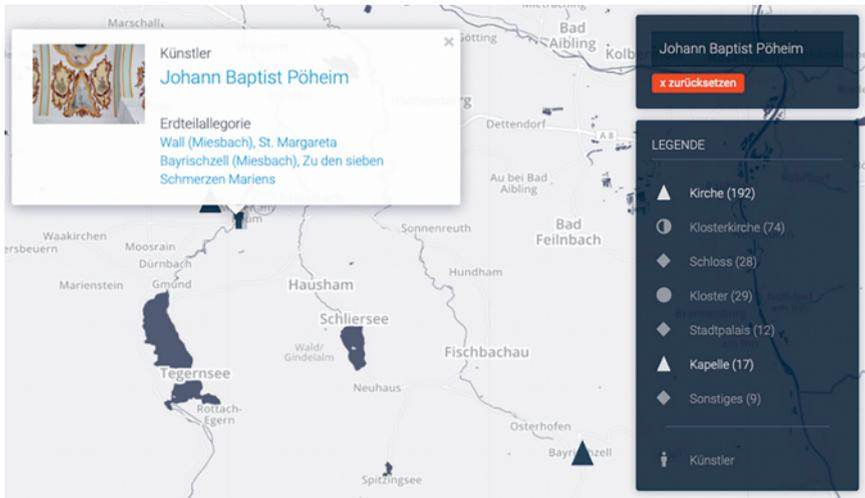 Marschall
Künstler
Johann Baptist Pöheim
Erdteilallegorie
Wall (Miesbach), St. Margareta
Bayrischzell (Miesbach), Zu den sieben
Schmerzen Mariens
×
Bad
Aibling
Dettendorf
A 8
Au bei Bad
Aibling
Waakirchen
Moosrain
Dürnbach
Marienstein
Gmund
Sonnenreuth
Bad
Feilnbach
Hundham
Hausham
Schliersee
Wald/
Gindelalm
Fischbachau
Tegernsee
Neuhaus
Rottach-
Egern
Osterhofen
Spitzingsee
Johann Baptist Pöheim
x zurücksetzen
LEGENDE
Kirche (192)
Klosterkirche (74)
Schloss (28)
Kloster (29)
Stadtpalais (12)
Kapelle (17)
Sonstiges (9)
Künstler